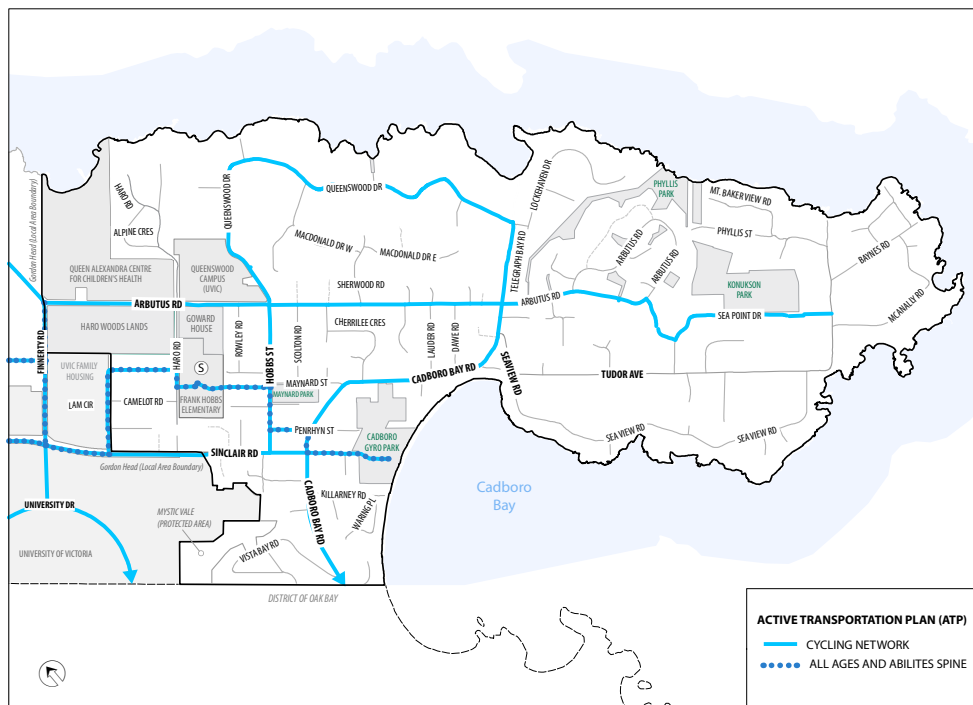 Gordon Head (Local Area Boundary)
HARO RD
ALPINE CRES
QUEENSWOOD DR
QUEENSWOOD DR
MACDONALD DR W
MACDONALD DR E
LOCKEHAVEN DR
TELEGRAPH BAY RD
PHYLLIS
PARK
MT. BAKER VIEW RD
PHYLLIS ST
ARBUTUS RD
ARBUTUS RD
BAYNES RD
MCANALLY RD
KONUKSON
PARK
SEA POINT DR
QUEEN ALEXANDRA CENTRE
FOR CHILDREN'S HEALTH
QUEENSWOOD
CAMPUS
(UVIC)
SHERWOOD RD
ARBUTUS RD
ARBUTUS RD
HARO WOODS LANDS
GOWARD
HOUSE
ROWLEY RD
HOBBS ST
SCOLTON RD
CHERRILEE CRES
LAUDER RD
DAWE RD
FINNERTY RD
HARO RD
S
UVIC FAMILY
HOUSING
LAM CIR
CAMELOT RD
FRANK HOBBS
ELEMENTARY
MAYNARD ST
MAYNARD PARK
CADBORO BAY RD
SEAVIEW RD
TUDOR AVE
PENRHYN ST
CADBORO
GYRO PARK
SEA VIEW RD
SEA VIEW RD
SINCLAIR RD
Gordon Head (Local Area Boundary)
CADBORO BAY RD
KILLARNEY RD
WARING PL
Cadboro
Bay
UNIVERSITY DR
MYSTIC VALE
(PROTECTED AREA)
VISTA BAY RD
UNIVERSITY OF VICTORIA
DISTRICT OF OAK BAY
ACTIVE TRANSPORTATION PLAN (ATP)
CYCLING NETWORK
ALL AGES AND ABILITES SPINE